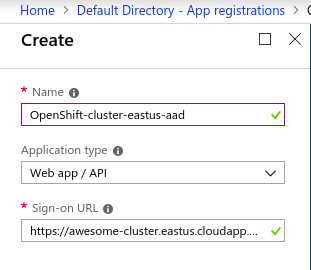 Home > Default Directory - App registrations >
Create
* Name
OpenShift-cluster-eastus-aad
Application type
Web app / API
* Sign-on URL
https://awesome-cluster.eastus.cloudapp....